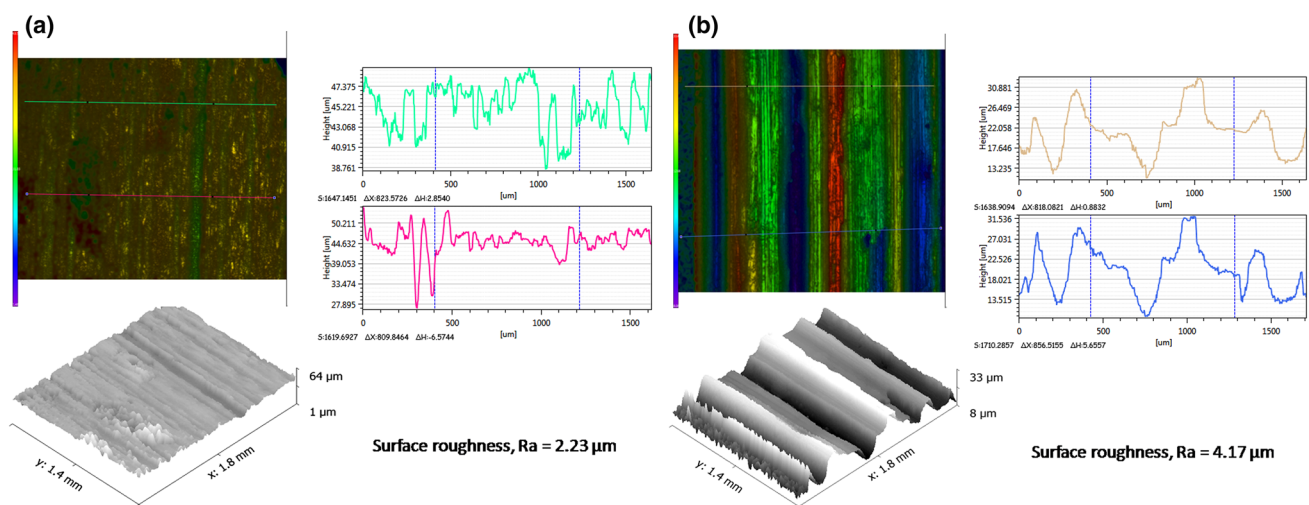 (a)
47.375
45.221
43.068
40.915
38.761
Height [um]
0
500
1000
1500
[um]
S:1647.1451 ΔX:823.5726 ΔH:2.8540
50.211
44.632
39.053
33.474
27.895
Height [um]
0
500
1000
1500
[um]
S:1619.6927 ΔX:809.8464 ΔH:-6.5744
64 µm
1 µm
y: 1.4 mm
x: 1.8 mm
Surface roughness, Ra = 2.23 µm
(b)
30.881
26.469
22.058
17.646
13.235
Height [um]
0
500
1000
1500
[um]
S:1638.9094 ΔX:818.0821 ΔH:0.8832
31.536
27.031
22.526
18.020
13.515
Height [um]
0
500
1000
1500
[um]
S:1710.2857 ΔX:856.5155 ΔH:5.6557
33 µm
8 µm
y: 1.4 mm
x: 1.8 mm
Surface roughness, Ra = 4.17 µm